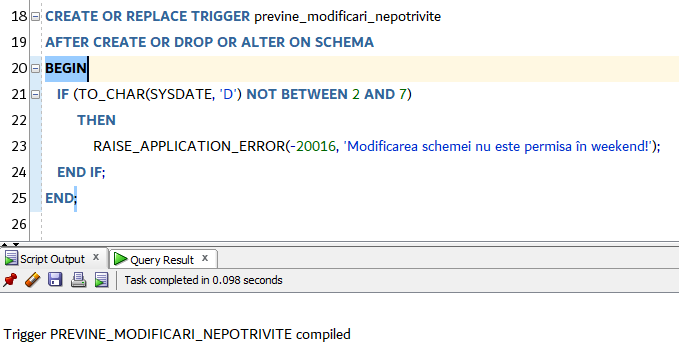 18 CREATE OR REPLACE TRIGGER previne_modificari_nepotrivite
19 AFTER CREATE OR DROP OR ALTER ON SCHEMA
20 BEGIN
21 IF (TO_CHAR(SYSDATE, 'D') NOT BETWEEN 2 AND 7)
22 THEN
23 RAISE_APPLICATION_ERROR(-20016, 'Modificarea schemei nu este permisa în weekend!');
24 END IF;
25 END;
26
Script Output x Query Result x
Task completed in 0.098 seconds
Trigger PREVINE_MODIFICARI_NEPOTRIVITE compiled